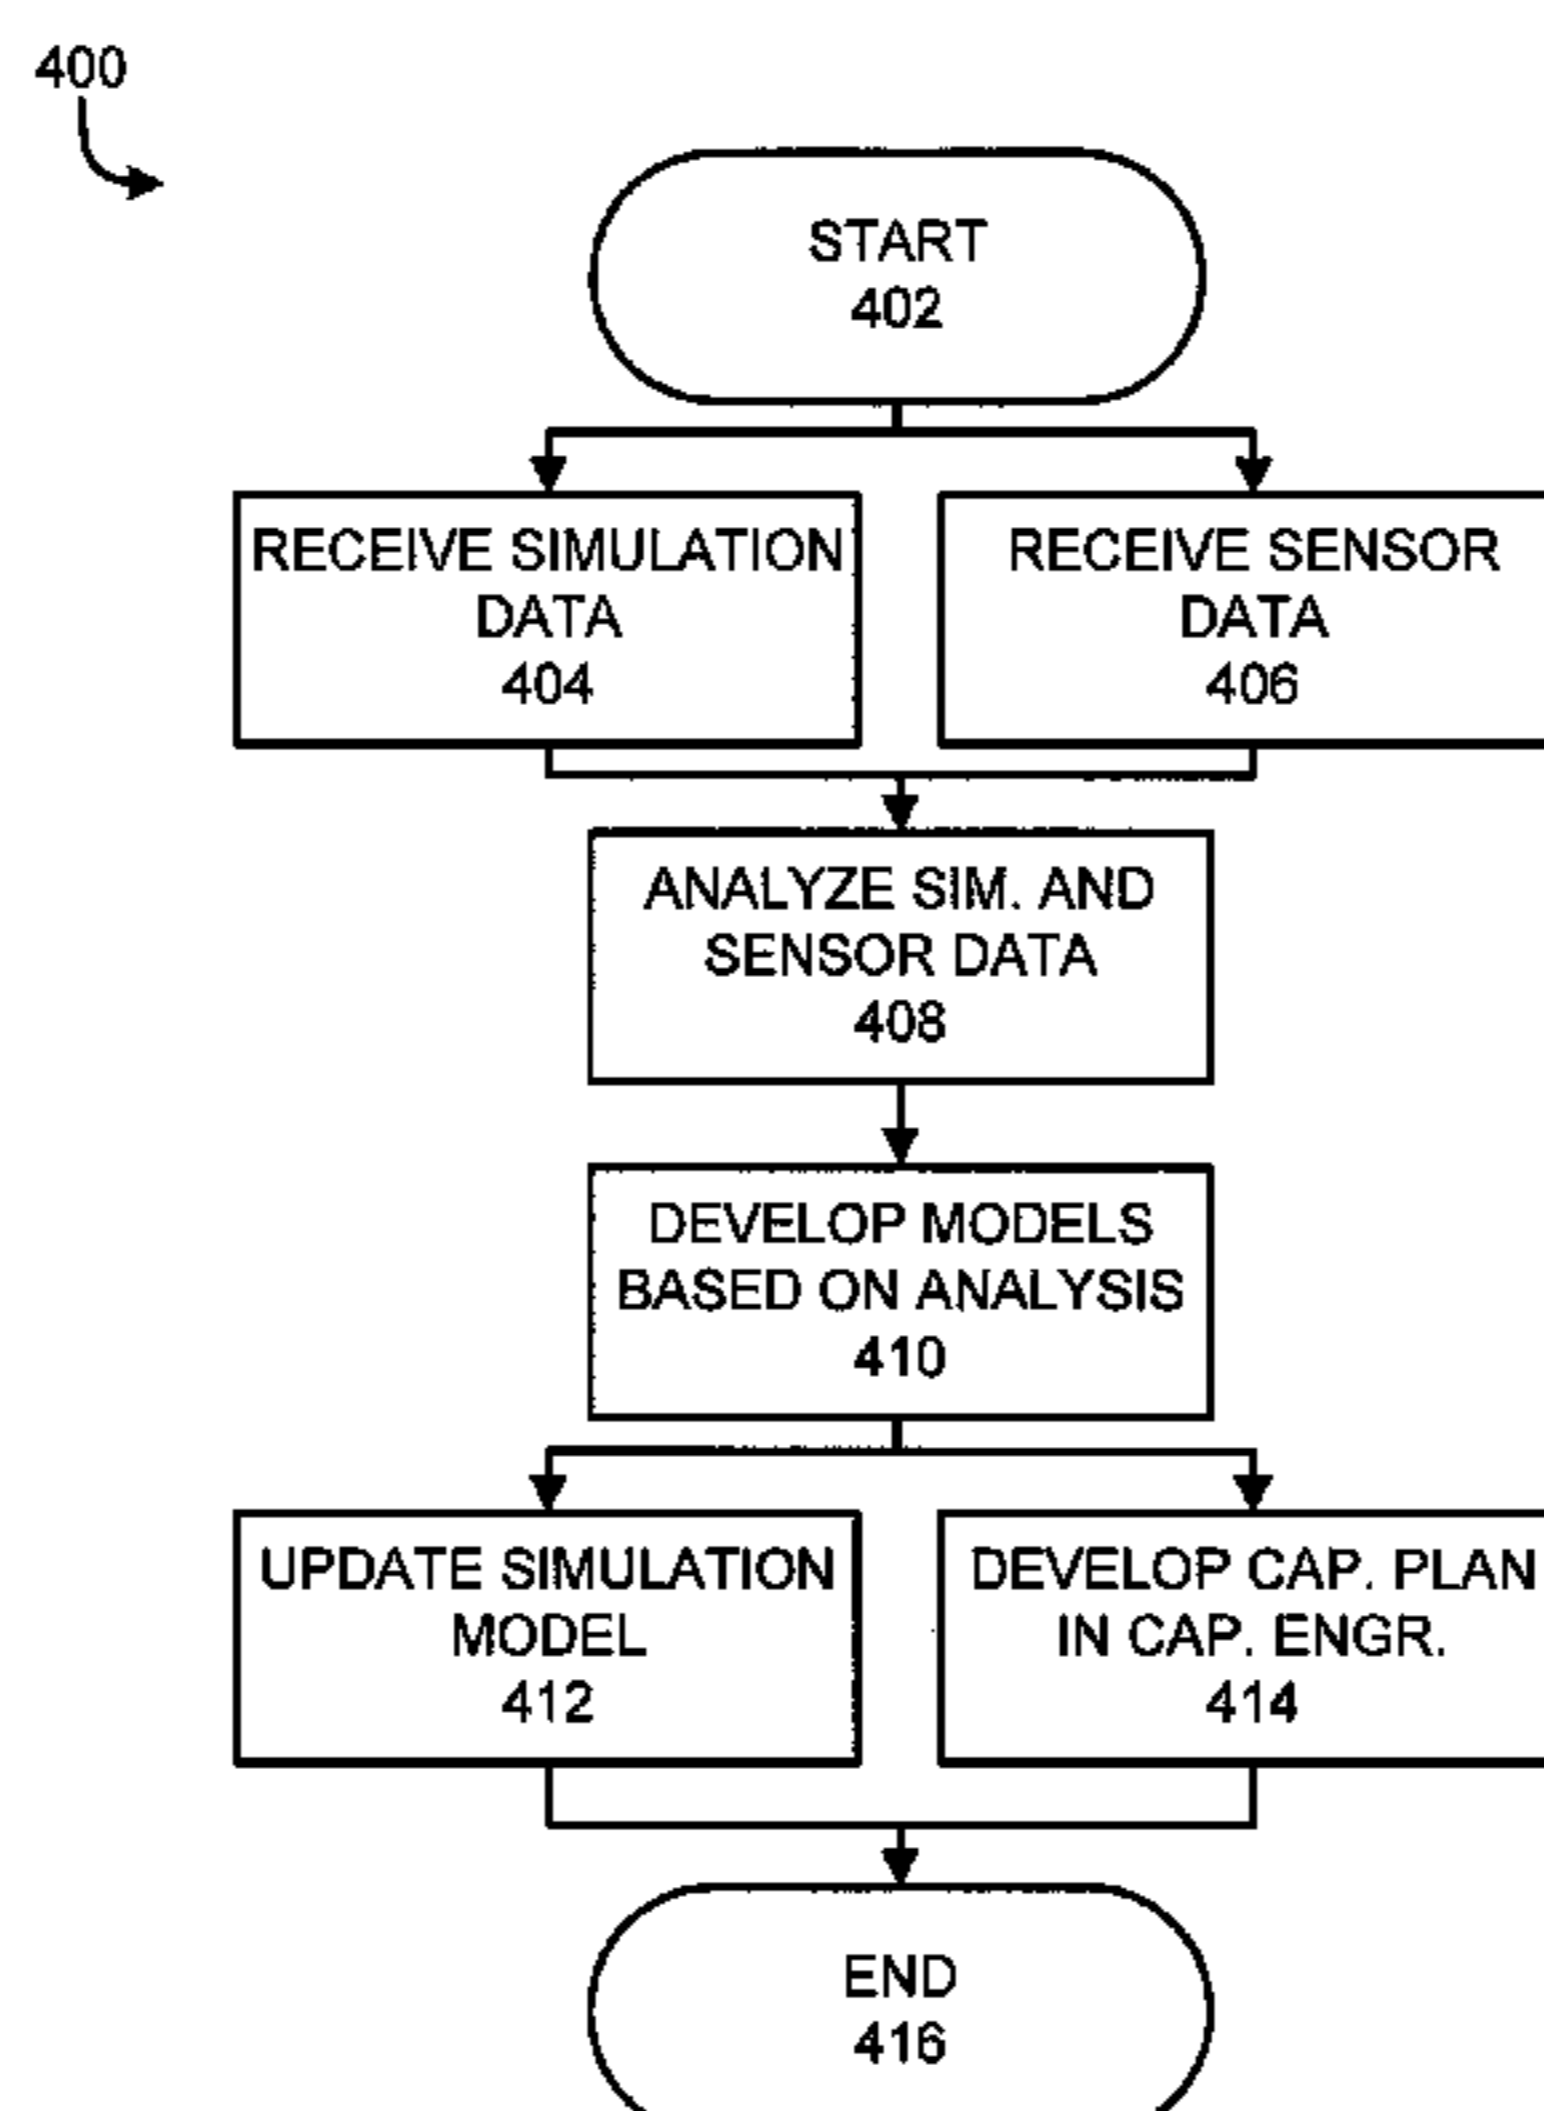 400
START
402
RECEIVE SIMULATION
DATA
404
RECEIVE SENSOR
DATA
406
ANALYZE SIM. AND
SENSOR DATA
408
DEVELOP MODELS
BASED ON ANALYSIS
410
UPDATE SIMULATION
MODEL
412
DEVELOP CAP. PLAN
IN CAP. ENGR.
414
END
416